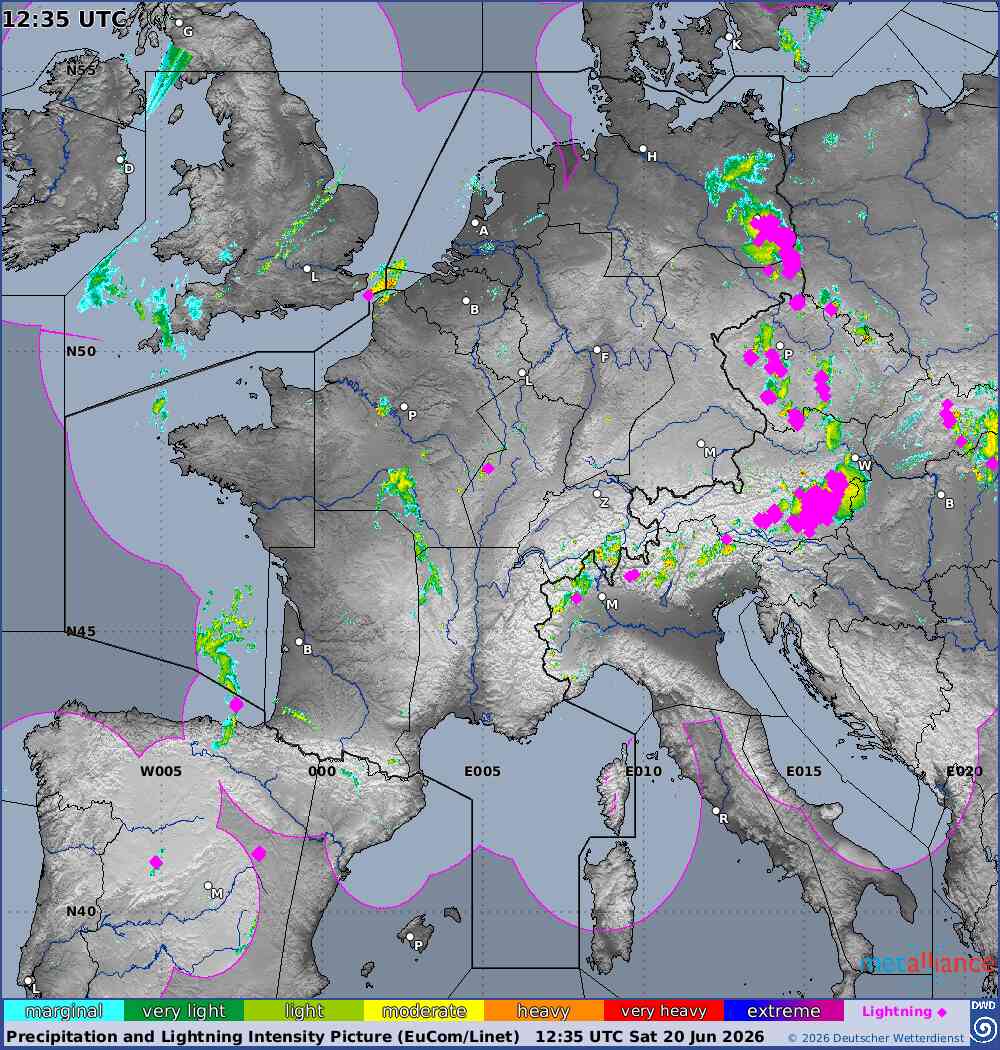 12:35 UTC
G
K
N55
H
D
A
L
B
N50
F
P
L
P
M
W
Z
B
M
N45
B
W005
000
E005
E010
E015
E020
R
M
N40
P
metalliance
L
marginal
very light
light
moderate
heavy
very heavy
extreme
Lightning
DWD
Precipitation and Lightning Intensity Picture (EuCom/Linet) 12:35 UTC Sat 20 Jun 2026
© 2026 Deutscher Wetterdienst